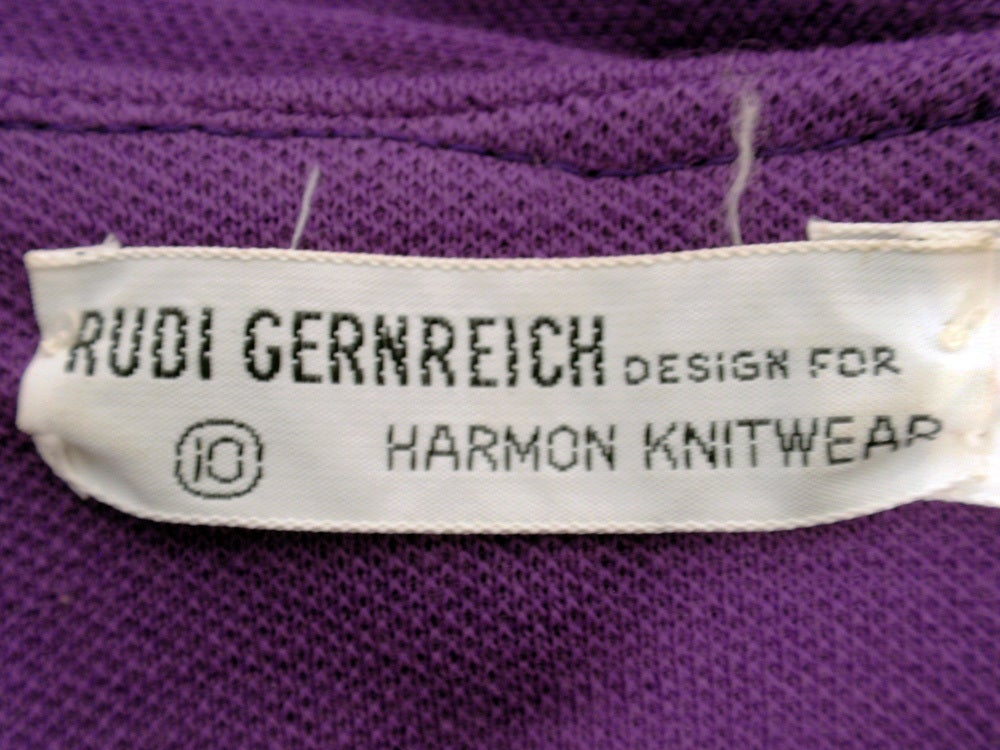 RUDI GERNREICH DESIGN FOR
10 HARMON KNITWEAR